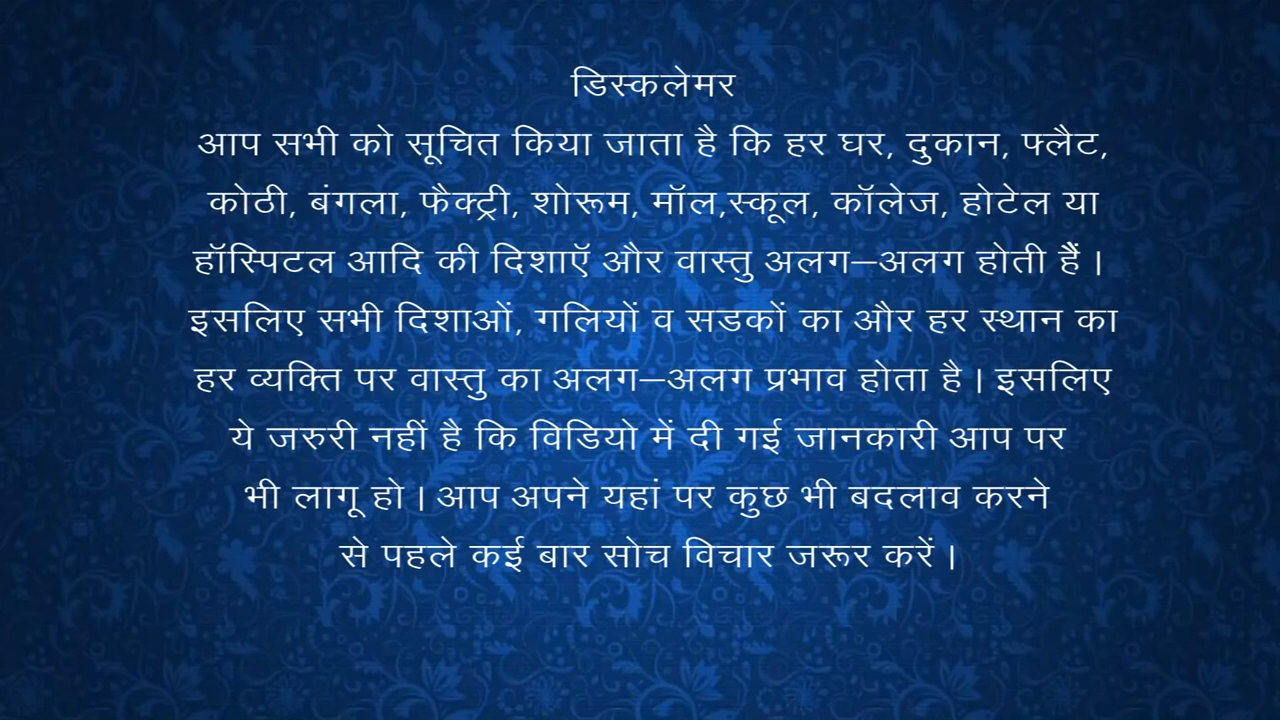 डिस्कलेमर
आप सभी को सूचित किया जाता है कि हर घर, दुकान, फ्लैट,
कोठी, बंगला, फैक्ट्री, शोरूम, मॉल,स्कूल, कॉलेज, होटेल या
हॉस्पिटल आदि की दिशाऍ और वास्तु अलग–अलग होती हैं ।
इसलिए सभी दिशाओं, गलियों व सडकों का और हर स्थान का
हर व्यक्ति पर वास्तु का अलग–अलग प्रभाव होता है । इसलिए
ये जरुरी नहीं है कि विडियो में दी गई जानकारी आप पर
भी लागू हो । आप अपने यहां पर कुछ भी बदलाव करने
से पहले कई बार सोच विचार जरूर करें ।